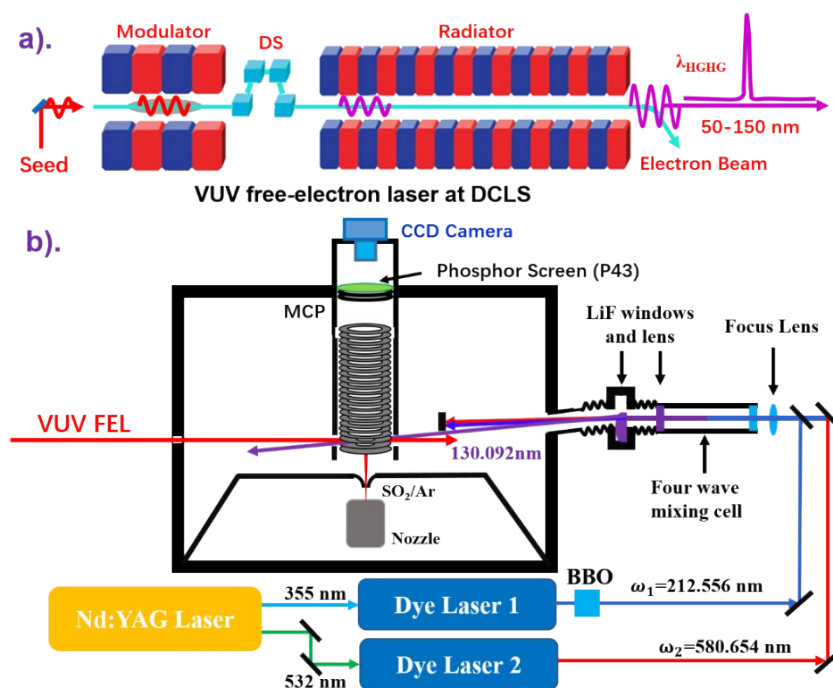 a).
Modulator
DS
Radiator
λHGHG
Seed
50-150 nm
Electron Beam
VUV free-electron laser at DCLS
b).
CCD Camera
Phosphor Screen (P43)
MCP
LiF windows
and lens
Focus Lens
VUV FEL
130.092nm
SO₂/Ar
Four wave
mixing cell
Nozzle
355 nm
BBO
Nd:YAG Laser
Dye Laser 1
ω₁=212.556 nm
Dye Laser 2
ω₂=580.654 nm
532 nm